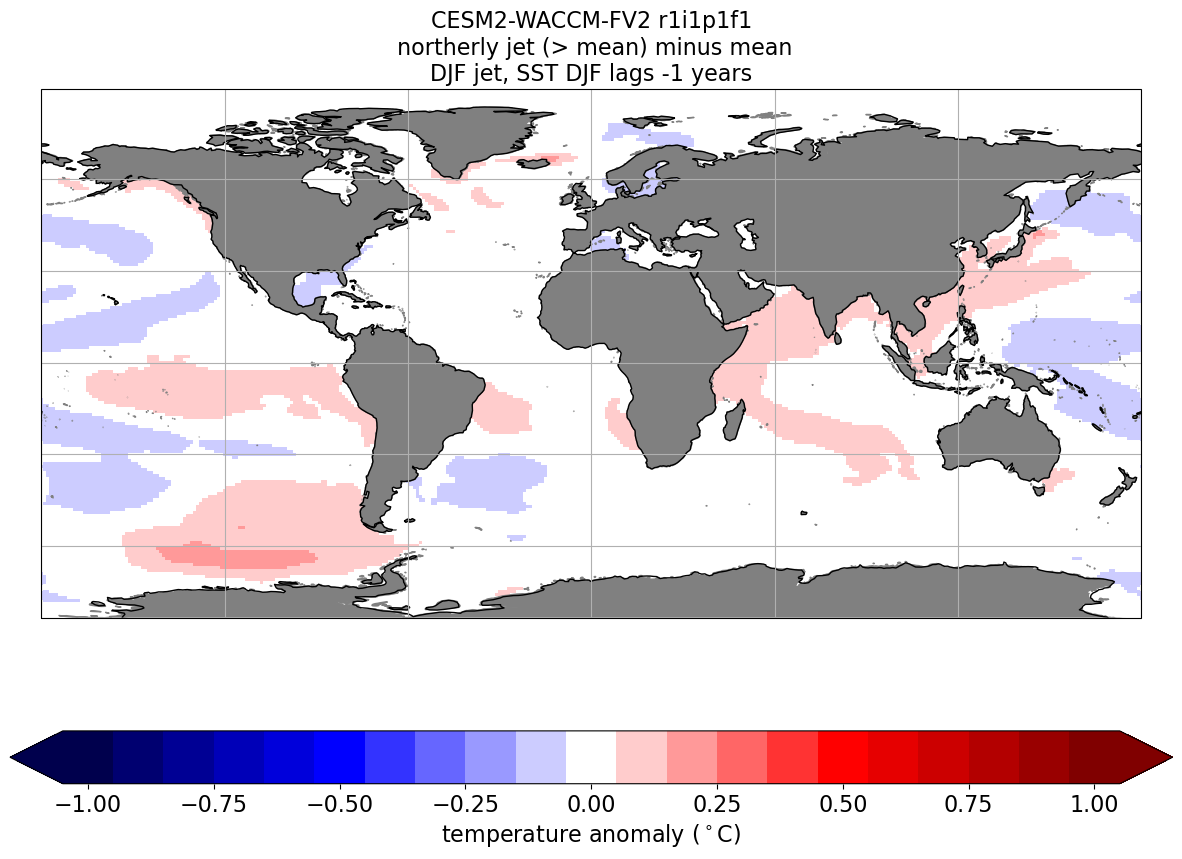 CESM2-WACCM-FV2 r1i1p1f1
northerly jet (> mean) minus mean
DJF jet, SST DJF lags -1 years
−1.00 −0.75 −0.50 −0.25 0.00 0.25 0.50 0.75 1.00
temperature anomaly (°C)